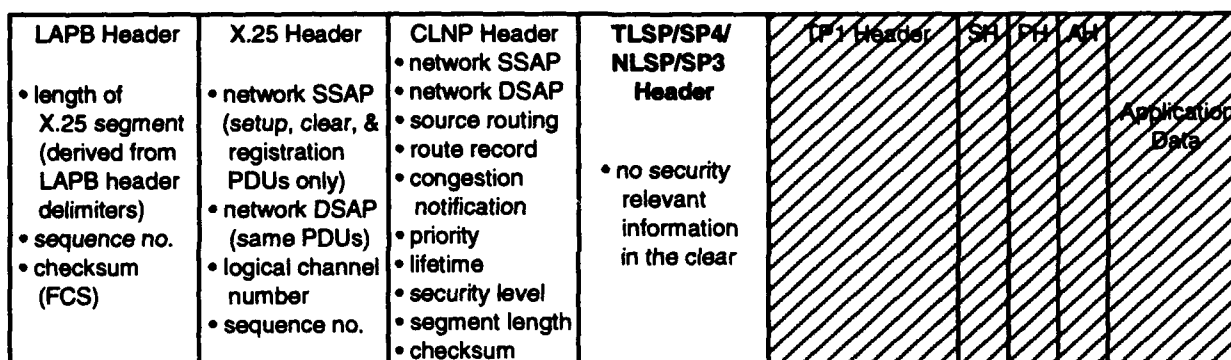 LAPB Header
• length of
X.25 segment
(derived from
LAPB header
delimiters)
• sequence no.
• checksum
(FCS)
X.25 Header
• network SSAP
(setup, clear, &
registration
PDUs only)
• network DSAP
(same PDUs)
• logical channel
number
• sequence no.
CLNP Header
• network SSAP
• network DSAP
• source routing
• route record
• congestion
notification
• priority
• lifetime
• security level
• segment length
• checksum
TLSP/SP4/
NLSP/SP3
Header
• no security
relevant
information
in the clear
TP1 Header
SH
PH
AH
Application
Data